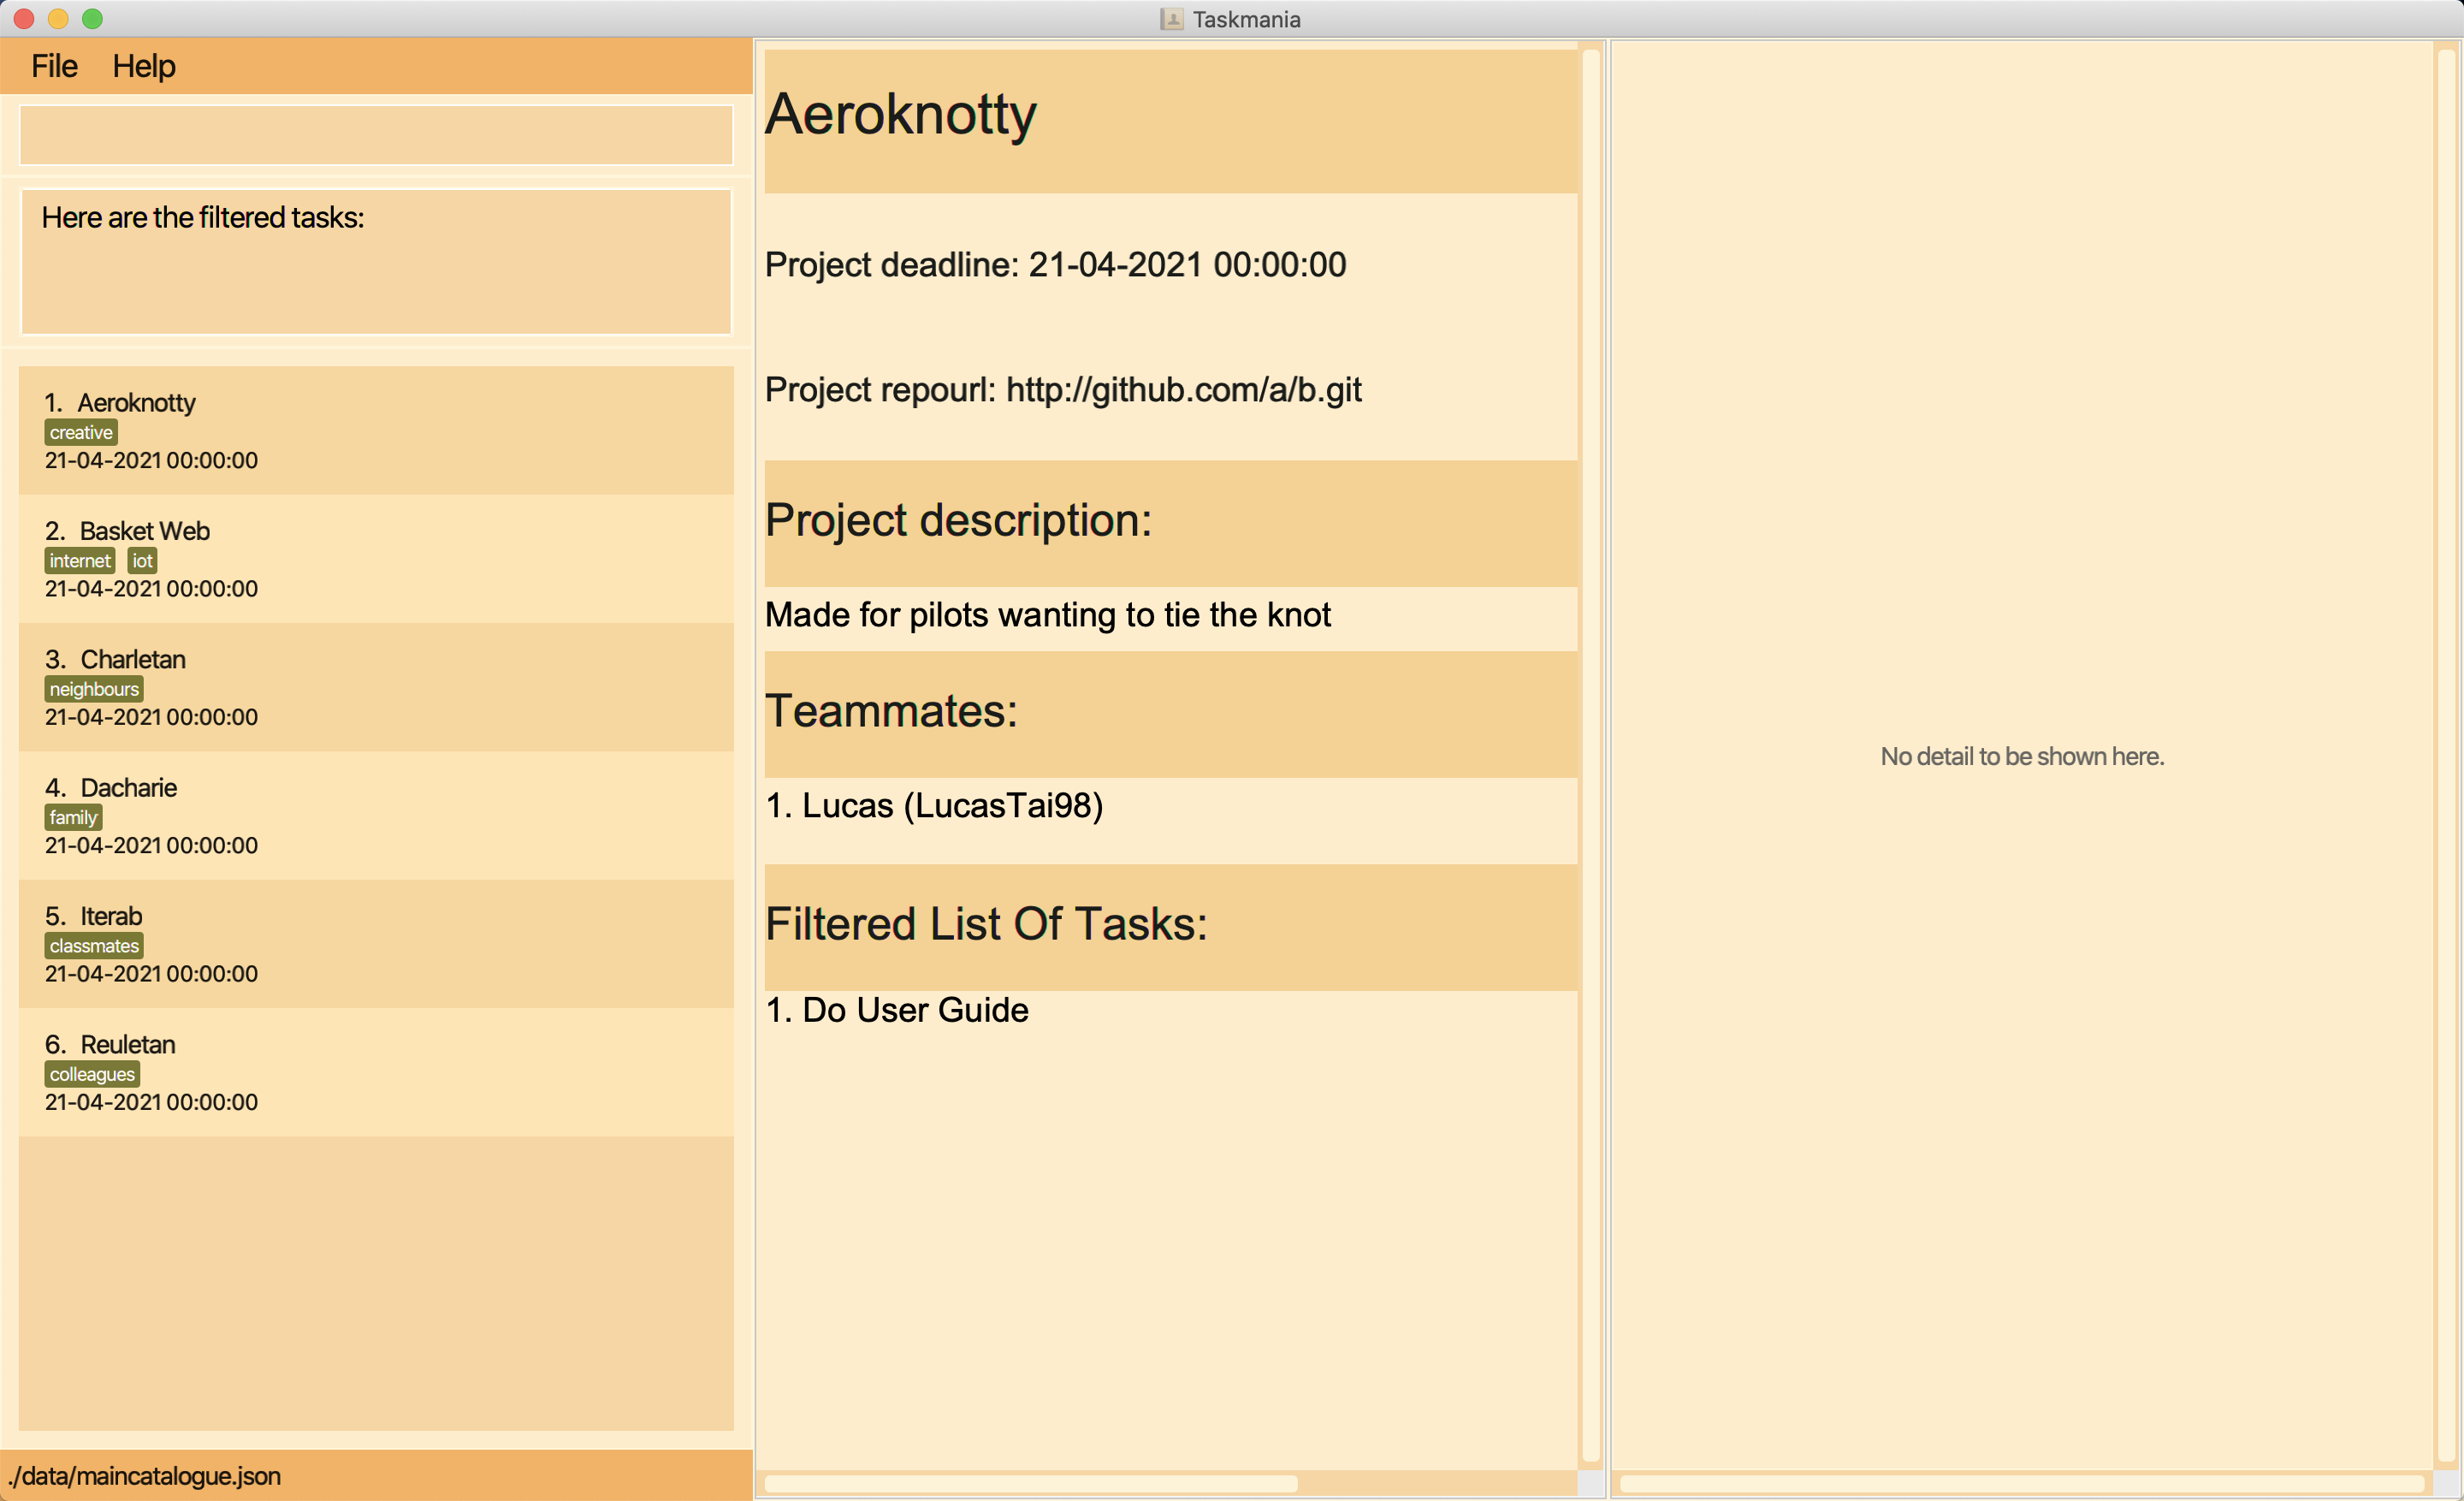 Taskmania
File Help
Here are the filtered tasks:
1. Aeroknotty
creative
21-04-2021 00:00:00
2. Basket Web
internet iot
21-04-2021 00:00:00
3. Charletan
neighbours
21-04-2021 00:00:00
4. Dacharie
family
21-04-2021 00:00:00
5. Iterab
classmates
21-04-2021 00:00:00
6. Reuletan
colleagues
21-04-2021 00:00:00
./data/maincatalogue.json
Aeroknotty
Project deadline: 21-04-2021 00:00:00
Project repourl: http://github.com/a/b.git
Project description:
Made for pilots wanting to tie the knot
Teammates:
1. Lucas (LucasTai98)
Filtered List Of Tasks:
1. Do User Guide
No detail to be shown here.